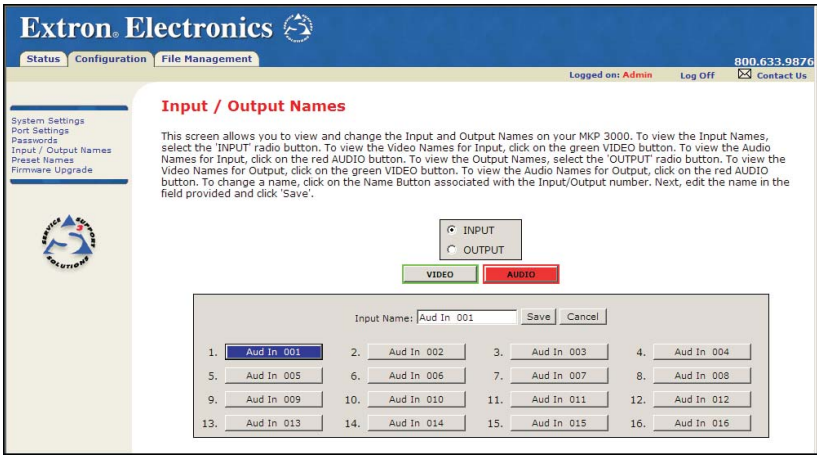 Extron® Electronics
Status Configuration File Management
800.633.9876
Logged on: Admin Log Off Contact Us
System Settings
Port Settings
Passwords
Input / Output Names
Preset Names
Firmware Upgrade
SERVICE SUPPORT SOLUTIONS
S3
Input / Output Names
This screen allows you to view and change the Input and Output Names on your MKP 3000. To view the Input Names,
select the 'INPUT' radio button. To view the Video Names for Input, click on the green VIDEO button. To view the Audio
Names for Input, click on the red AUDIO button. To view the Output Names, select the 'OUTPUT' radio button. To view the
Video Names for Output, click on the green VIDEO button. To view the Audio Names for Output, click on the red AUDIO
button. To change a name, click on the Name Button associated with the Input/Output number. Next, edit the name in the
field provided and click 'Save'.
INPUT
OUTPUT
VIDEO AUDIO
Input Name: Aud In 001 Save Cancel
1. Aud In 001 2. Aud In 002 3. Aud In 003 4. Aud In 004
5. Aud In 005 6. Aud In 006 7. Aud In 007 8. Aud In 008
9. Aud In 009 10. Aud In 010 11. Aud In 011 12. Aud In 012
13. Aud In 013 14. Aud In 014 15. Aud In 015 16. Aud In 016